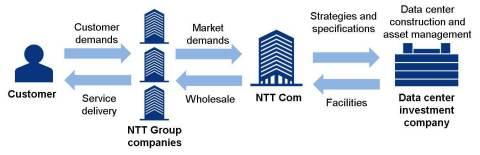 Customer
demands
Market
demands
Strategies and
specifications
Data center
construction and
asset management
Customer
Service
delivery
NTT Group
companies
Wholesale
NTT Com
Facilities
Data center
investment
company